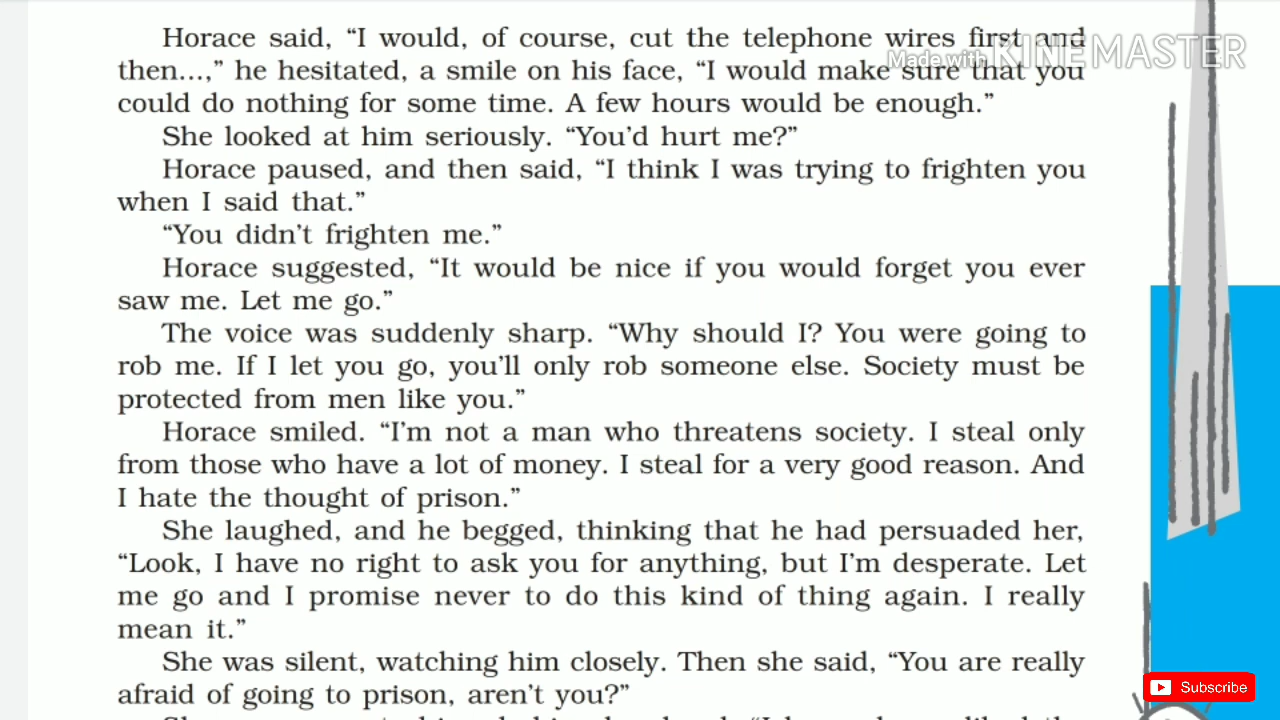 Horace said, “I would, of course, cut the telephone wires first and
then...,” he hesitated, a smile on his face, “I would make sure that you
could do nothing for some time. A few hours would be enough.”
She looked at him seriously. “You’d hurt me?”
Horace paused, and then said, “I think I was trying to frighten you
when I said that.”
“You didn’t frighten me.”
Horace suggested, “It would be nice if you would forget you ever
saw me. Let me go.”
The voice was suddenly sharp. “Why should I? You were going to
rob me. If I let you go, you’ll only rob someone else. Society must be
protected from men like you.”
Horace smiled. “I’m not a man who threatens society. I steal only
from those who have a lot of money. I steal for a very good reason. And
I hate the thought of prison.”
She laughed, and he begged, thinking that he had persuaded her,
“Look, I have no right to ask you for anything, but I’m desperate. Let
me go and I promise never to do this kind of thing again. I really
mean it.”
She was silent, watching him closely. Then she said, “You are really
afraid of going to prison, aren’t you?”
Made with KINEMASTER
Subscribe